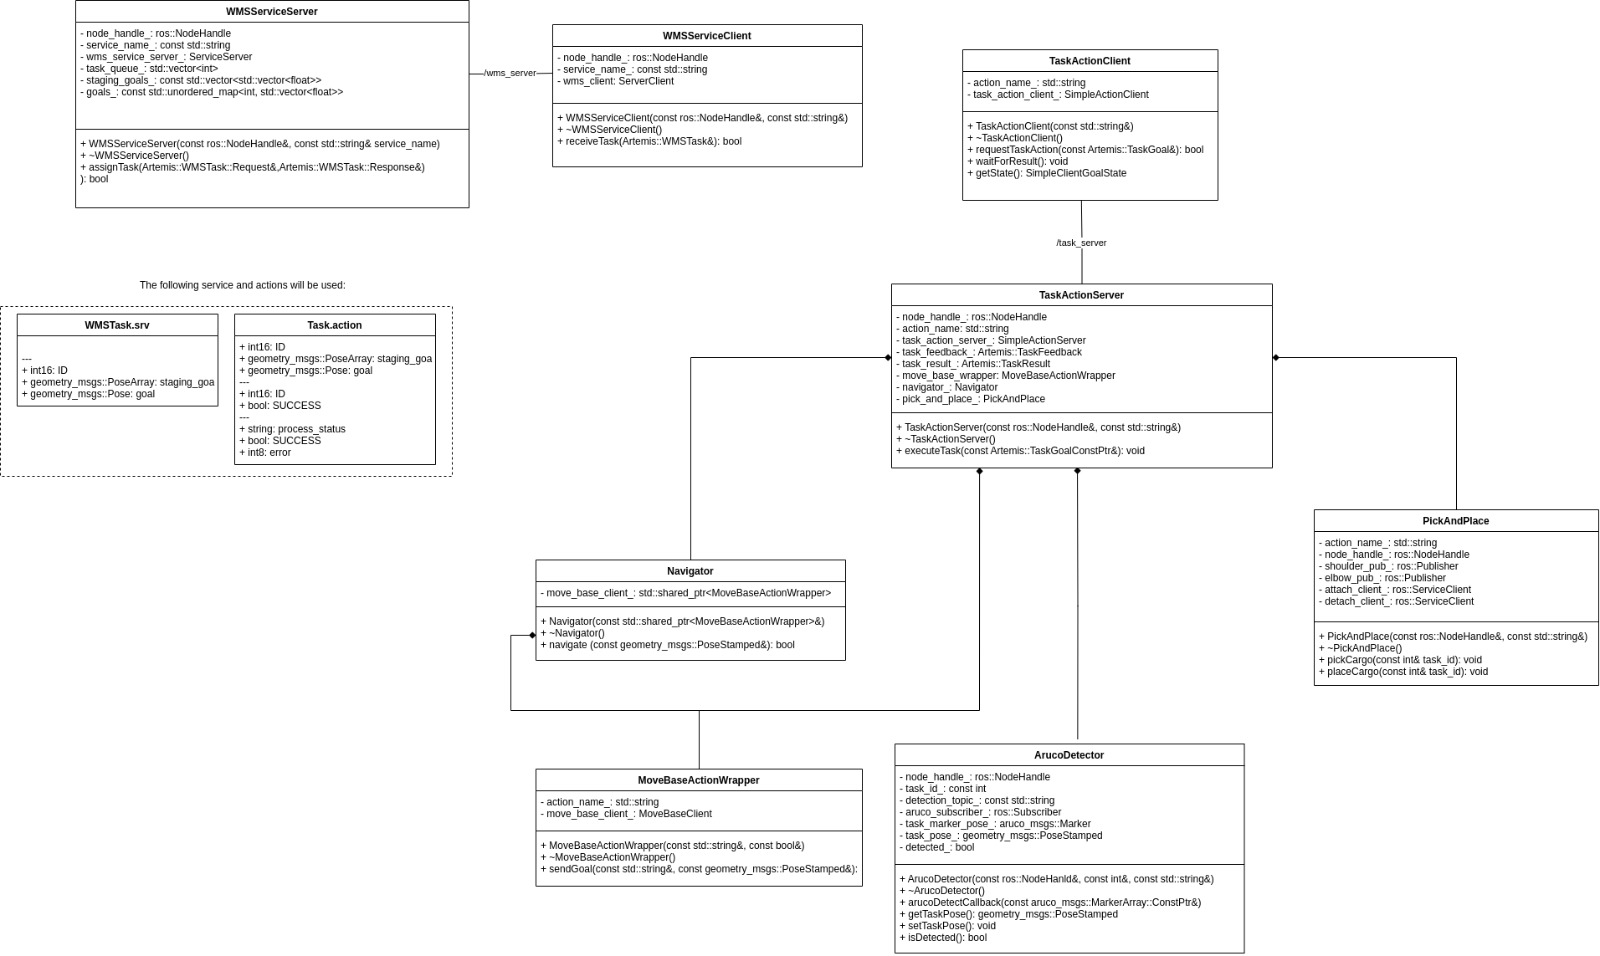 WMSServiceServer
- node_handle_: ros::NodeHandle
- service_name_: const std::string
- wms_service_server_: ServiceServer
- task_queue_: std::vector<int>
- staging_goals_: const std::vector<std::vector<float>>
- goals_: const std::unordered_map<int, std::vector<float>>
+ WMSServiceServer(const ros::NodeHandle&, const std::string& service_name)
+ ~WMSServiceServer()
+ assignTask(Artemis::WMSTask::Request&,Artemis::WMSTask::Response&)
): bool
/wms_server
WMSServiceClient
- node_handle_: ros::NodeHandle
- service_name_: const std::string
- wms_client: ServerClient
+ WMSServiceClient(const ros::NodeHandle&, const std::string&)
+ ~WMSServiceClient()
+ receiveTask(Artemis::WMSTask&): bool
TaskActionClient
- action_name_: std::string
- task_action_client_: SimpleActionClient
+ TaskActionClient(const std::string&)
+ ~TaskActionClient()
+ requestTaskAction(const Artemis::TaskGoal&): bool
+ waitForResult(): void
+ getState(): SimpleClientGoalState
/task_server
The following service and actions will be used:
WMSTask.srv
---
+ int16: ID
+ geometry_msgs::PoseArray: staging_goa
+ geometry_msgs::Pose: goal
Task.action
+ int16: ID
+ geometry_msgs::PoseArray: staging_goa
+ geometry_msgs::Pose: goal
---
+ int16: ID
+ bool: SUCCESS
---
+ string: process_status
+ bool: SUCCESS
+ int8: error
TaskActionServer
- node_handle_: ros::NodeHandle
- action_name: std::string
- task_action_server_: SimpleActionServer
- task_feedback_: Artemis::TaskFeedback
- task_result_: Artemis::TaskResult
- move_base_wrapper: MoveBaseActionWrapper
- navigator_: Navigator
- pick_and_place_: PickAndPlace
+ TaskActionServer(const ros::NodeHandle&, const std::string&)
+ ~TaskActionServer()
+ executeTask(const Artemis::TaskGoalConstPtr&): void
PickAndPlace
- action_name_: std::string
- node_handle_: ros::NodeHandle
- shoulder_pub_: ros::Publisher
- elbow_pub_: ros::Publisher
- attach_client_: ros::ServiceClient
- detach_client_: ros::ServiceClient
+ PickAndPlace(const ros::NodeHandle&, const std::string&)
+ ~PickAndPlace()
+ pickCargo(const int& task_id): void
+ placeCargo(const int& task_id): void
Navigator
- move_base_client_: std::shared_ptr<MoveBaseActionWrapper>
+ Navigator(const std::shared_ptr<MoveBaseActionWrapper>&)
+ ~Navigator()
+ navigate (const geometry_msgs::PoseStamped&): bool
MoveBaseActionWrapper
- action_name_: std::string
- move_base_client_: MoveBaseClient
+ MoveBaseActionWrapper(const std::string&, const bool&)
+ ~MoveBaseActionWrapper()
+ sendGoal(const std::string&, const geometry_msgs::PoseStamped&):
ArucoDetector
- node_handle_: ros::NodeHandle
- task_id_: const int
- detection_topic_: const std::string
- aruco_subscriber_: ros::Subscriber
- task_marker_pose_: aruco_msgs::Marker
- task_pose_: geometry_msgs::PoseStamped
- detected_: bool
+ ArucoDetector(const ros::NodeHanld&, const int&, const std::string&)
+ ~ArucoDetector()
+ arucoDetectCallback(const aruco_msgs::MarkerArray::ConstPtr&)
+ getTaskPose(): geometry_msgs::PoseStamped
+ setTaskPose(): void
+ isDetected(): bool